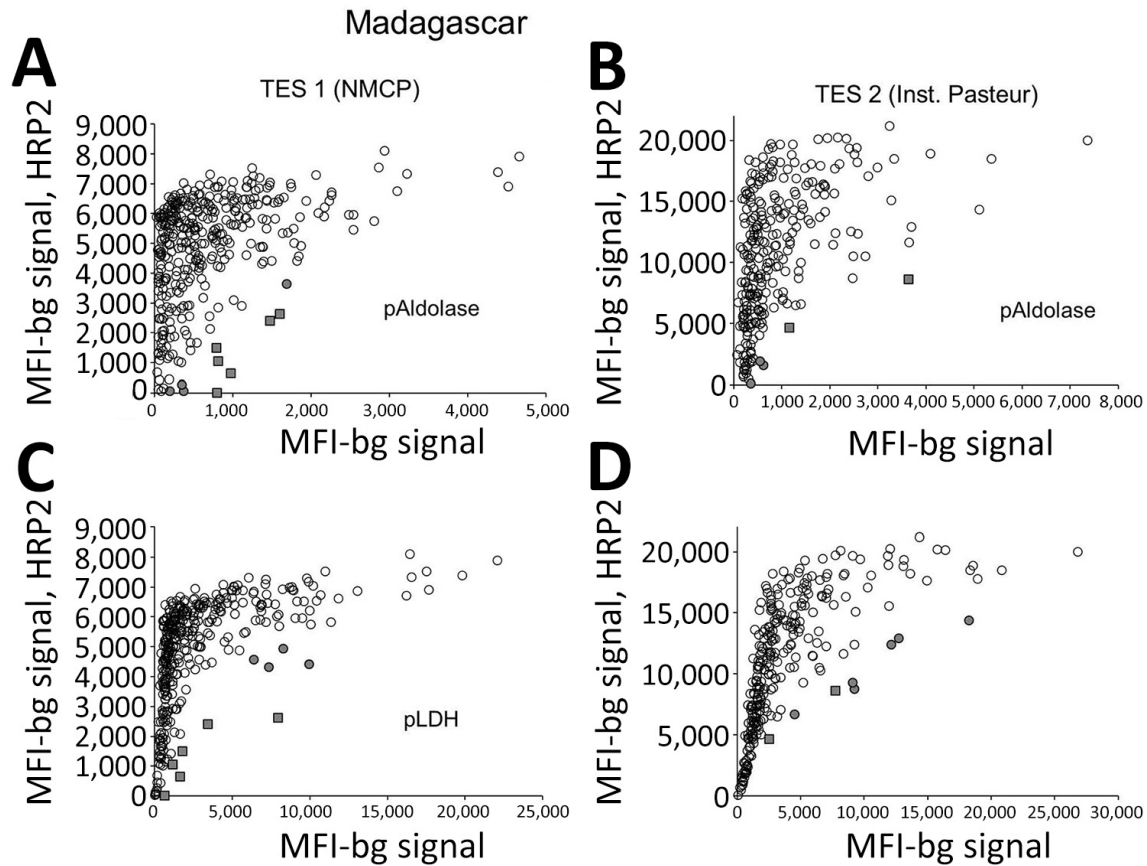 Madagascar
A
TES 1 (NMCP)
MFI-bg signal, HRP2
9,000
8,000
7,000
6,000
5,000
4,000
3,000
2,000
1,000
0
pAldolase
0 1,000 2,000 3,000 4,000 5,000
MFI-bg signal
B
TES 2 (Inst. Pasteur)
MFI-bg signal, HRP2
20,000
15,000
10,000
5,000
0
pAldolase
0 1,000 2,000 3,000 4,000 5,000 6,000 7,000 8,000
MFI-bg signal
C
MFI-bg signal, HRP2
9,000
8,000
7,000
6,000
5,000
4,000
3,000
2,000
1,000
0
pLDH
0 5,000 10,000 15,000 20,000 25,000
MFI-bg signal
D
MFI-bg signal, HRP2
20,000
15,000
10,000
5,000
0
0 5,000 10,000 15,000 20,000 25,000 30,000
MFI-bg signal